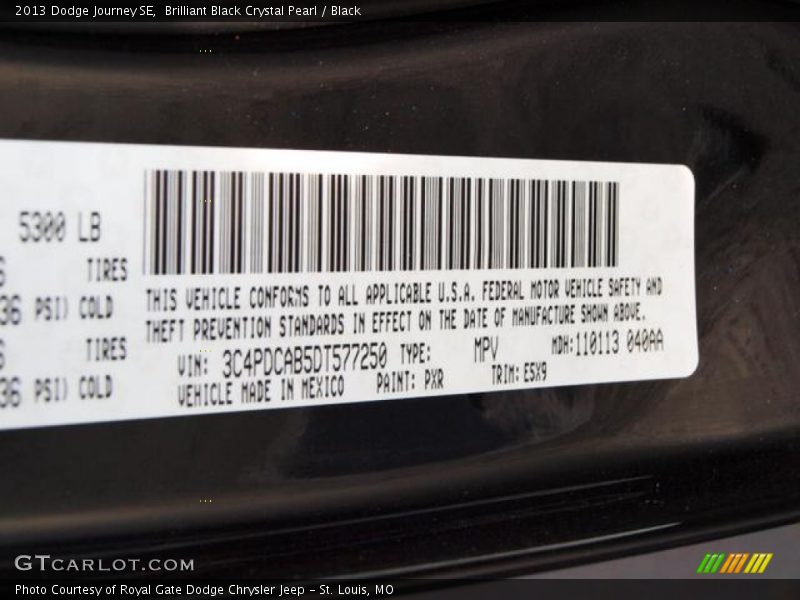 2013 Dodge Journey SE,  Brilliant Black Crystal Pearl / Black
5300 LB
TIRES
36 PSI) COLD
TIRES
36 PSI) COLD
THIS VEHICLE CONFORMS TO ALL APPLICABLE U.S.A. FEDERAL MOTOR VEHICLE SAFETY AND
THEFT PREVENTION STANDARDS IN EFFECT ON THE DATE OF MANUFACTURE SHOWN ABOVE.
VIN: 3C4PDCAB5DT577250 TYPE: MPV MDH:110113 040AA
VEHICLE MADE IN MEXICO PAINT: PXR TRIM: E5X9
GTCARLOT.COM
Photo Courtesy of Royal Gate Dodge Chrysler Jeep - St. Louis, MO